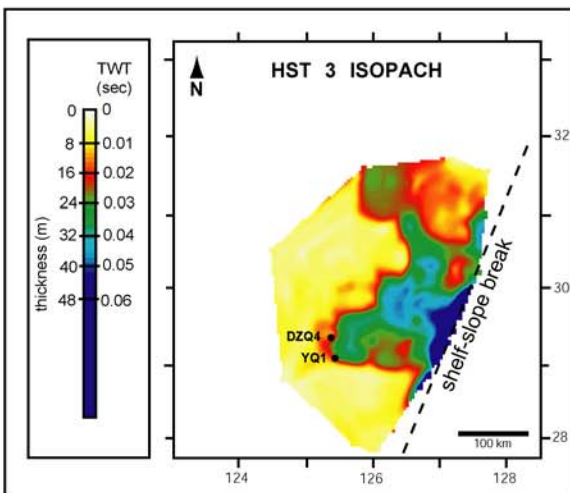 TWT
(sec)
0 0
8 0.01
16 0.02
24 0.03
32 0.04
40 0.05
48 0.06
thickness (m)
HST 3 ISOPACH
N
32
30
28
DZQ4
YQ1
shelf-slope break
100 km
124 126 128